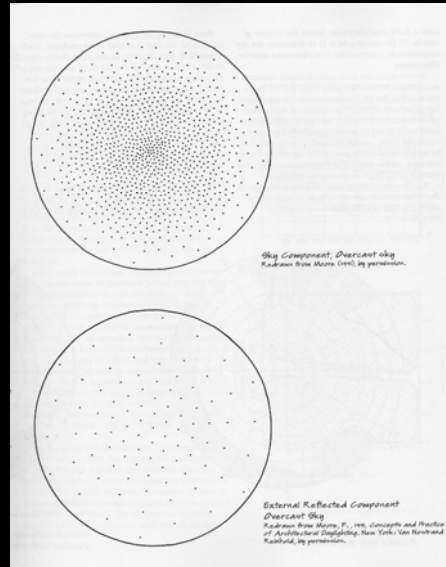 Sky Component, Overcast sky
Redrawn from Moore (1991), by permission.
External Reflected Component
Overcast Sky
Redrawn from Moore, F., 1991, Concepts and Practice
of Architectural Daylighting, New York: Van Nostrand
Reinhold, by permission.